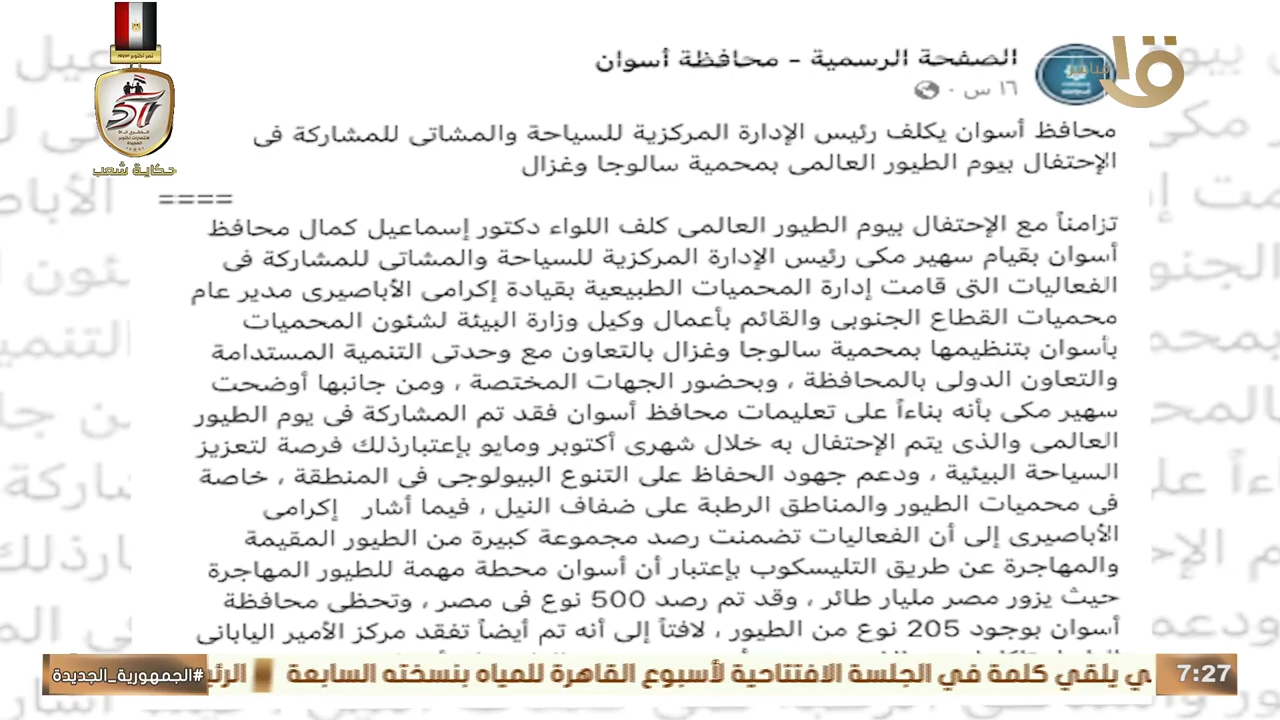 الصفحة الرسمية - محافظة أسوان
١٦ س ·
محافظ أسوان يكلف رئيس الإدارة المركزية للسياحة والمشاتى للمشاركة فى
الإحتفال بيوم الطيور العالمى بمحمية سالوجا وغزال
====
تزامناً مع الإحتفال بيوم الطيور العالمى كلف اللواء دكتور إسماعيل كمال محافظ
أسوان بقيام سهير مكى رئيس الإدارة المركزية للسياحة والمشاتى للمشاركة فى
الفعاليات التى قامت إدارة المحميات الطبيعية بقيادة إكرامى الأباصيرى مدير عام
محميات القطاع الجنوبى والقائم بأعمال وكيل وزارة البيئة لشئون المحميات
بأسوان بتنظيمها بمحمية سالوجا وغزال بالتعاون مع وحدتى التنمية المستدامة
والتعاون الدولى بالمحافظة ، وبحضور الجهات المختصة ، ومن جانبها أوضحت
سهير مكى بأنه بناءاً على تعليمات محافظ أسوان فقد تم المشاركة فى يوم الطيور
العالمى والذى يتم الإحتفال به خلال شهرى أكتوبر ومايو بإعتبارذلك فرصة لتعزيز
السياحة البيئية ، ودعم جهود الحفاظ على التنوع البيولوجى فى المنطقة ، خاصة
فى محميات الطيور والمناطق الرطبة على ضفاف النيل ، فيما أشار إكرامى
الأباصيرى إلى أن الفعاليات تضمنت رصد مجموعة كبيرة من الطيور المقيمة
والمهاجرة عن طريق التليسكوب بإعتبار أن أسوان محطة مهمة للطيور المهاجرة
حيث يزور مصر مليار طائر ، وقد تم رصد 500 نوع فى مصر ، وتحظى محافظة
أسوان بوجود 205 نوع من الطيور ، لافتاً إلى أنه تم أيضاً تفقد مركز الأمير اليابانى
حكاية شعب
7:27
ي يلقي كلمة في الجلسة الافتتاحية لأسبوع القاهرة للمياه بنسخته السابعة
الرئي
#الجمهورية_الجديدة